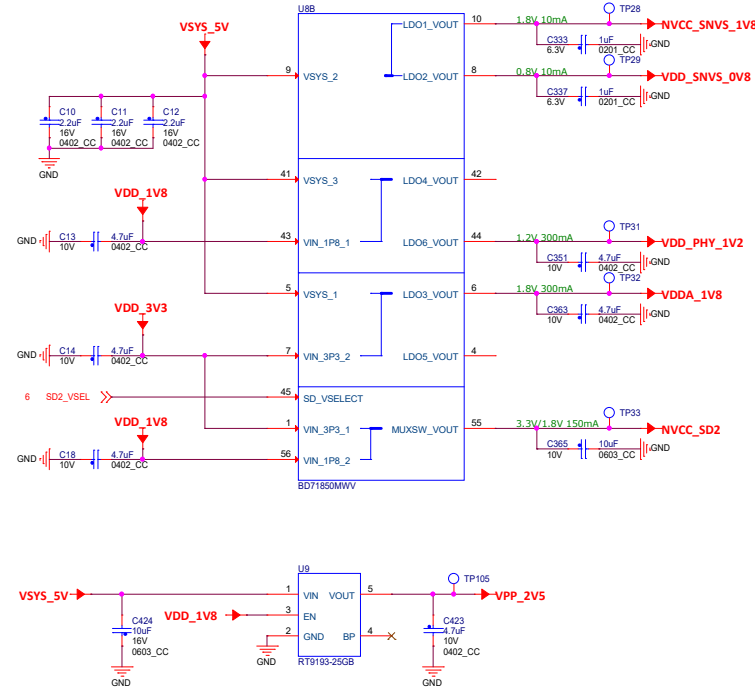 U8B
TP28
VSYS_5V
10
1.8V 10mA
NVCC_SNVS_1V8
LDO1_VOUT
C333
1uF
GND
6.3V
0201_CC
TP29
9
VSYS_2
LDO2_VOUT
8
0.8V 10mA
VDD_SNVS_0V8
C337
1uF
GND
6.3V
0201_CC
C10
C11
C12
2.2uF
2.2uF
2.2uF
16V
16V
16V
0402_CC
0402_CC
0402_CC
GND
41
VSYS_3
LDO4_VOUT
42
VDD_1V8
TP31
GND
C13
4.7uF
10V
0402_CC
43
VIN_1P8_1
LDO6_VOUT
44
1.2V 300mA
VDD_PHY_1V2
C351
4.7uF
GND
10V
0402_CC
TP32
5
VSYS_1
LDO3_VOUT
6
1.8V 300mA
VDDA_1V8
VDD_3V3
C363
4.7uF
GND
10V
0402_CC
GND
C14
4.7uF
10V
0402_CC
7
VIN_3P3_2
LDO5_VOUT
4
6
SD2_VSEL
45
SD_VSELECT
VDD_1V8
TP33
1
VIN_3P3_1
MUXSW_VOUT
55
3.3V/1.8V 150mA
NVCC_SD2
C365
10uF
GND
10V
0603_CC
GND
C18
4.7uF
10V
0402_CC
56
VIN_1P8_2
BD71850MWV
U9
TP105
VSYS_5V
1
VIN
VOUT
5
VPP_2V5
VDD_1V8
3
EN
C424
10uF
16V
0603_CC
GND
2
GND
BP
4
GND
RT9193-25GB
C423
4.7uF
10V
0402_CC
GND